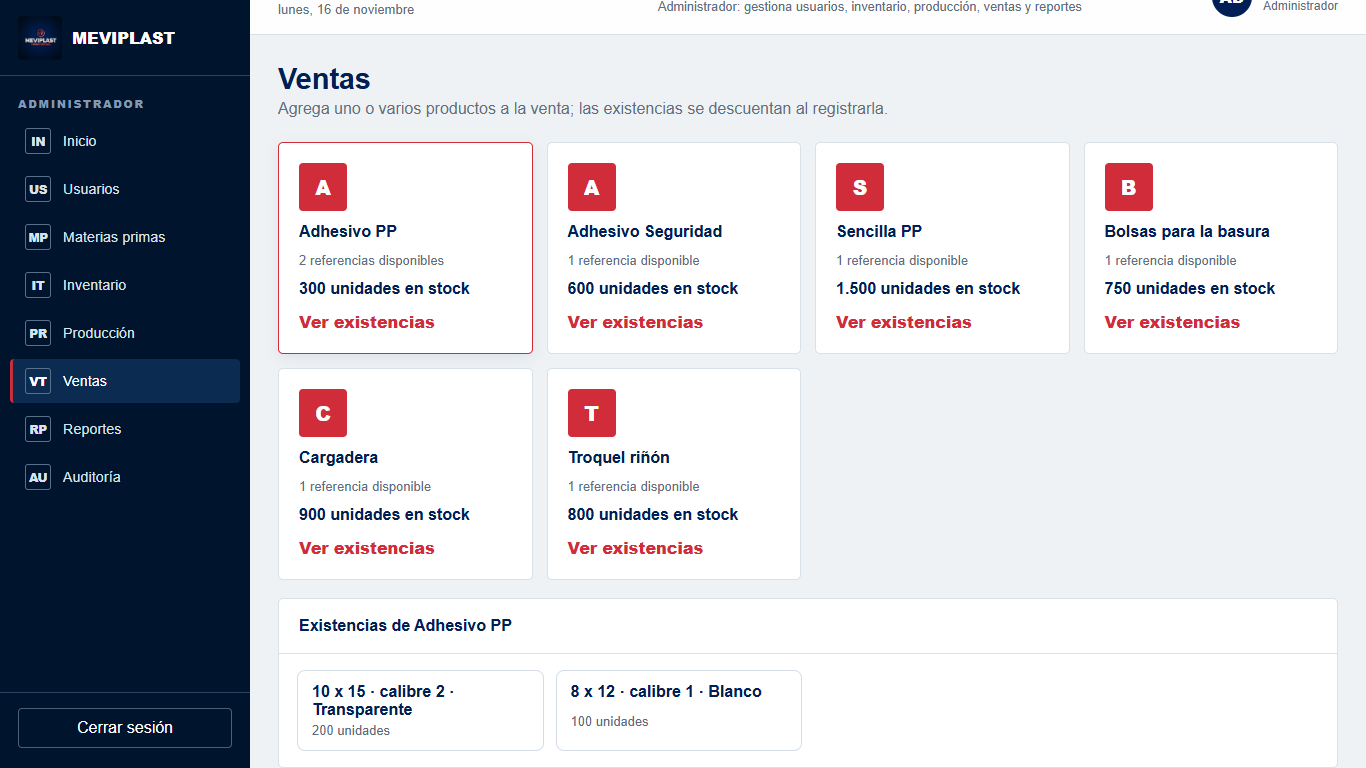 MEVIPLAST
MEVIPLAST
ADMINISTRADOR
IN Inicio
US Usuarios
MP Materias primas
IT Inventario
PR Producción
VT Ventas
RP Reportes
AU Auditoría
Cerrar sesión
lunes, 16 de noviembre
Administrador: gestiona usuarios, inventario, producción, ventas y reportes
Administrador
Ventas
Agrega uno o varios productos a la venta; las existencias se descuentan al registrarla.
A
Adhesivo PP
2 referencias disponibles
300 unidades en stock
Ver existencias
A
Adhesivo Seguridad
1 referencia disponible
600 unidades en stock
Ver existencias
S
Sencilla PP
1 referencia disponible
1.500 unidades en stock
Ver existencias
B
Bolsas para la basura
1 referencia disponible
750 unidades en stock
Ver existencias
C
Cargadera
1 referencia disponible
900 unidades en stock
Ver existencias
T
Troquel riñón
1 referencia disponible
800 unidades en stock
Ver existencias
Existencias de Adhesivo PP
10 x 15 · calibre 2 ·
Transparente
200 unidades
8 x 12 · calibre 1 · Blanco
100 unidades